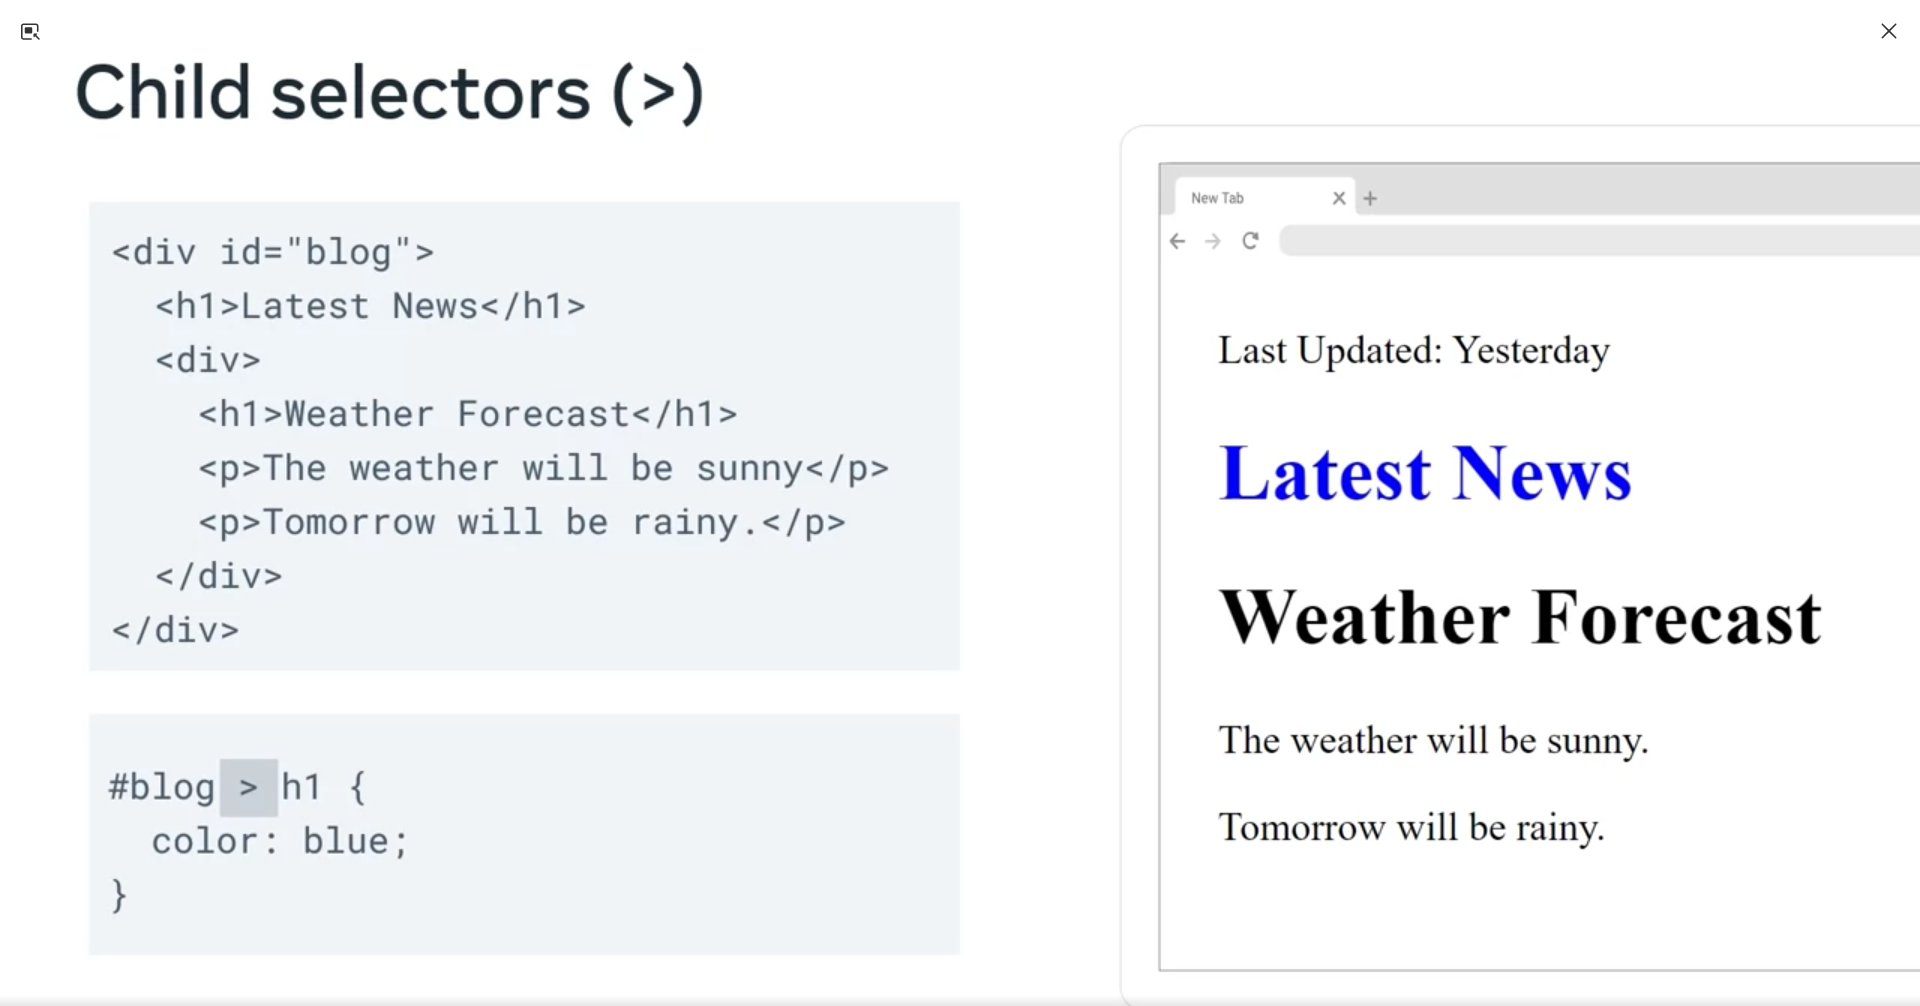 Child selectors (>)
<div id="blog">
  <h1>Latest News</h1>
  <div>
    <h1>Weather Forecast</h1>
    <p>The weather will be sunny</p>
    <p>Tomorrow will be rainy.</p>
  </div>
</div>
#blog > h1 {
  color: blue;
}
New Tab
Last Updated: Yesterday
Latest News
Weather Forecast
The weather will be sunny.
Tomorrow will be rainy.